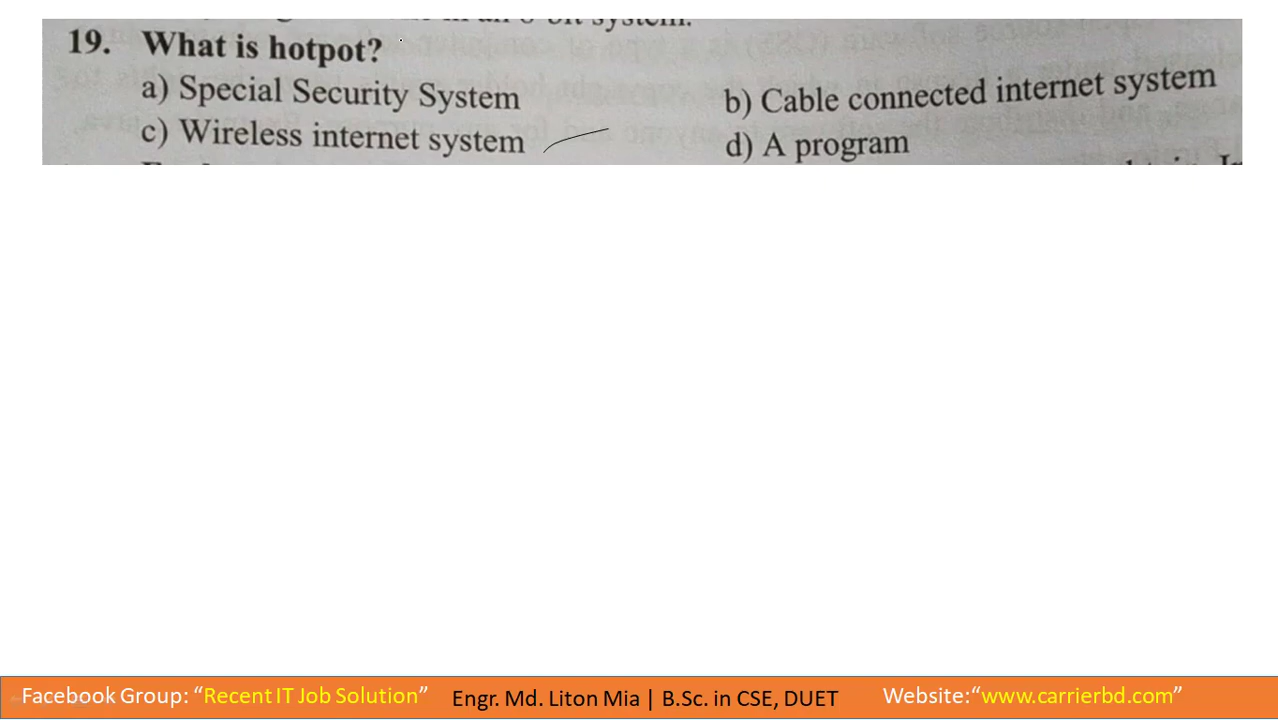 19. What is hotpot?
a) Special Security System b) Cable connected internet system
c) Wireless internet system d) A program
Facebook Group: “Recent IT Job Solution” Engr. Md. Liton Mia | B.Sc. in CSE, DUET Website:“www.carrierbd.com”